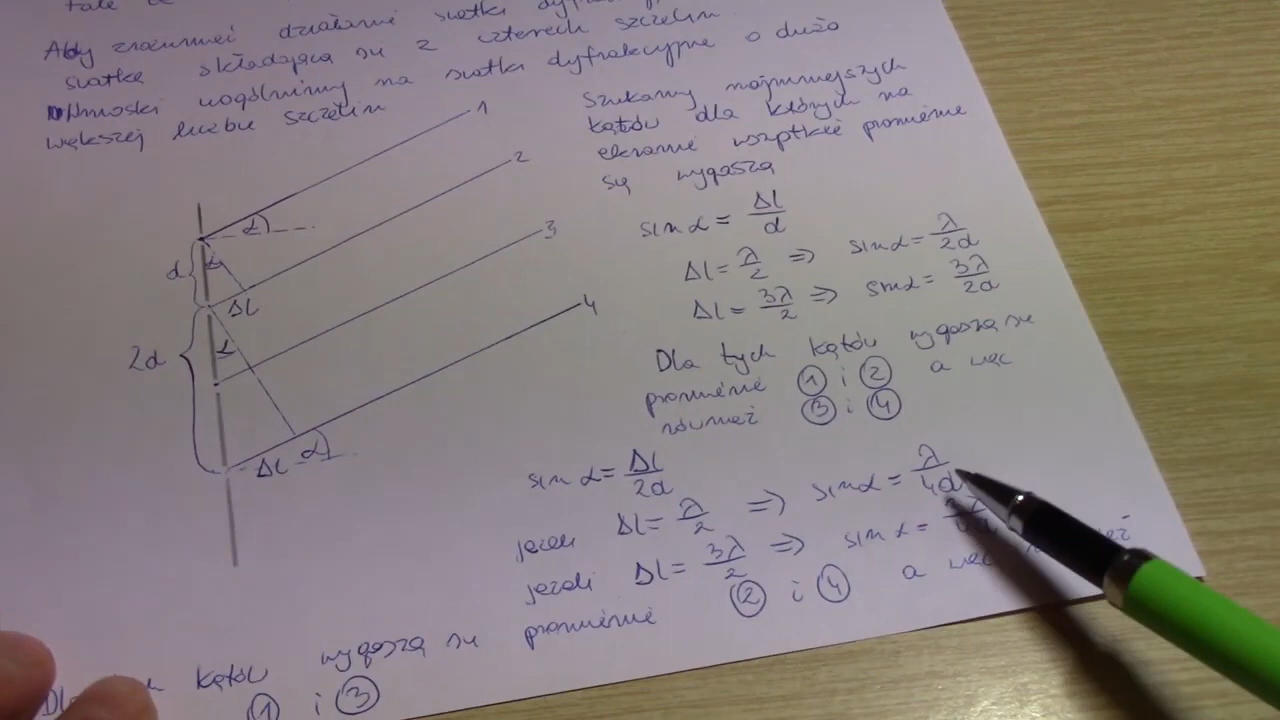 Aby zrozumieć działanie siatki
siatkę składającą się z czterech szczelin
Wnioski uogólnimy na siatki dyfrakcyjne o dużo
większej liczbie szczelin
1
2
3
4
α
d
α
Δl
2d
α
Δl
α
Szukamy najmniejszych
kątów dla których na
ekranie wszystkie promienie
się wygaszą
sin α = Δl/d
Δl = λ/2 => sin α = λ/2d
Δl = 3λ/2 => sin α = 3λ/2d
Dla tych kątów wygaszą się
promienie ① i ② a więc
również ③ i ④
sin α = Δl/2d
jeżeli Δl = λ/2 => sin α = λ/4d
jeżeli Δl = 3λ/2 => sin α =
kątów wygaszą się promienie ② i ④ a więc
① i ③